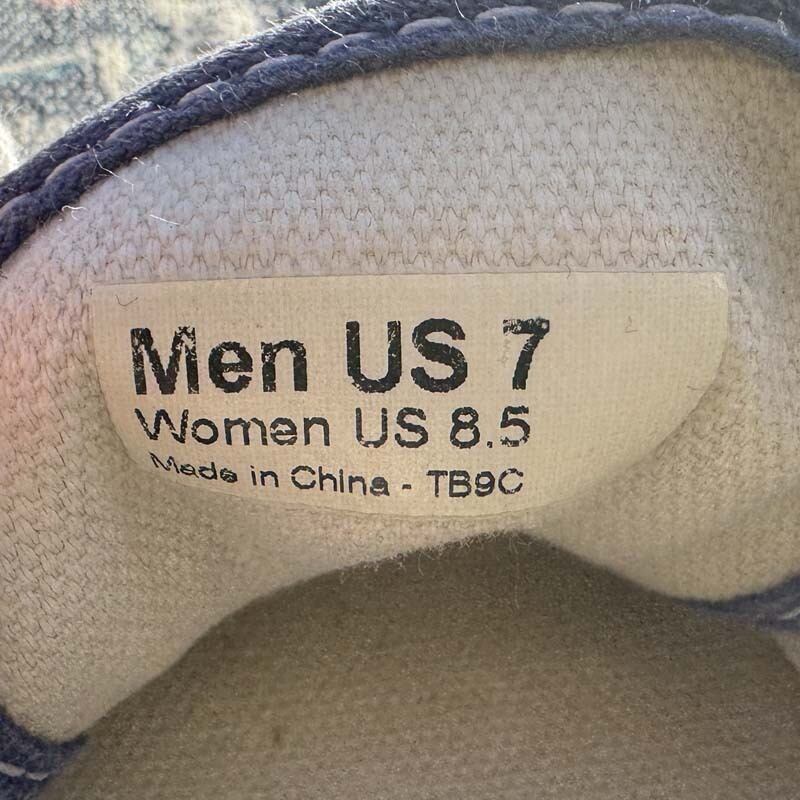 Men US 7
Women US 8.5
Made in China - TB9C